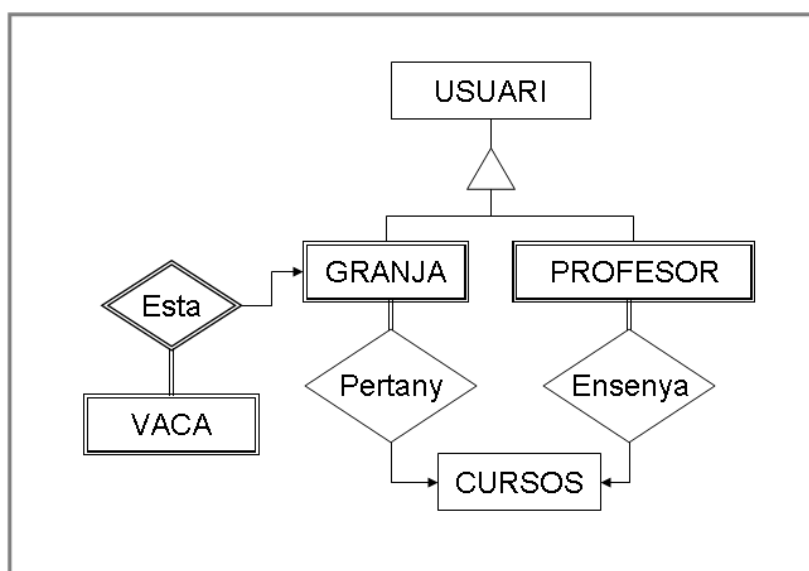 USUARI
GRANJA
PROFESOR
Esta
Pertany
Ensenya
VACA
CURSOS